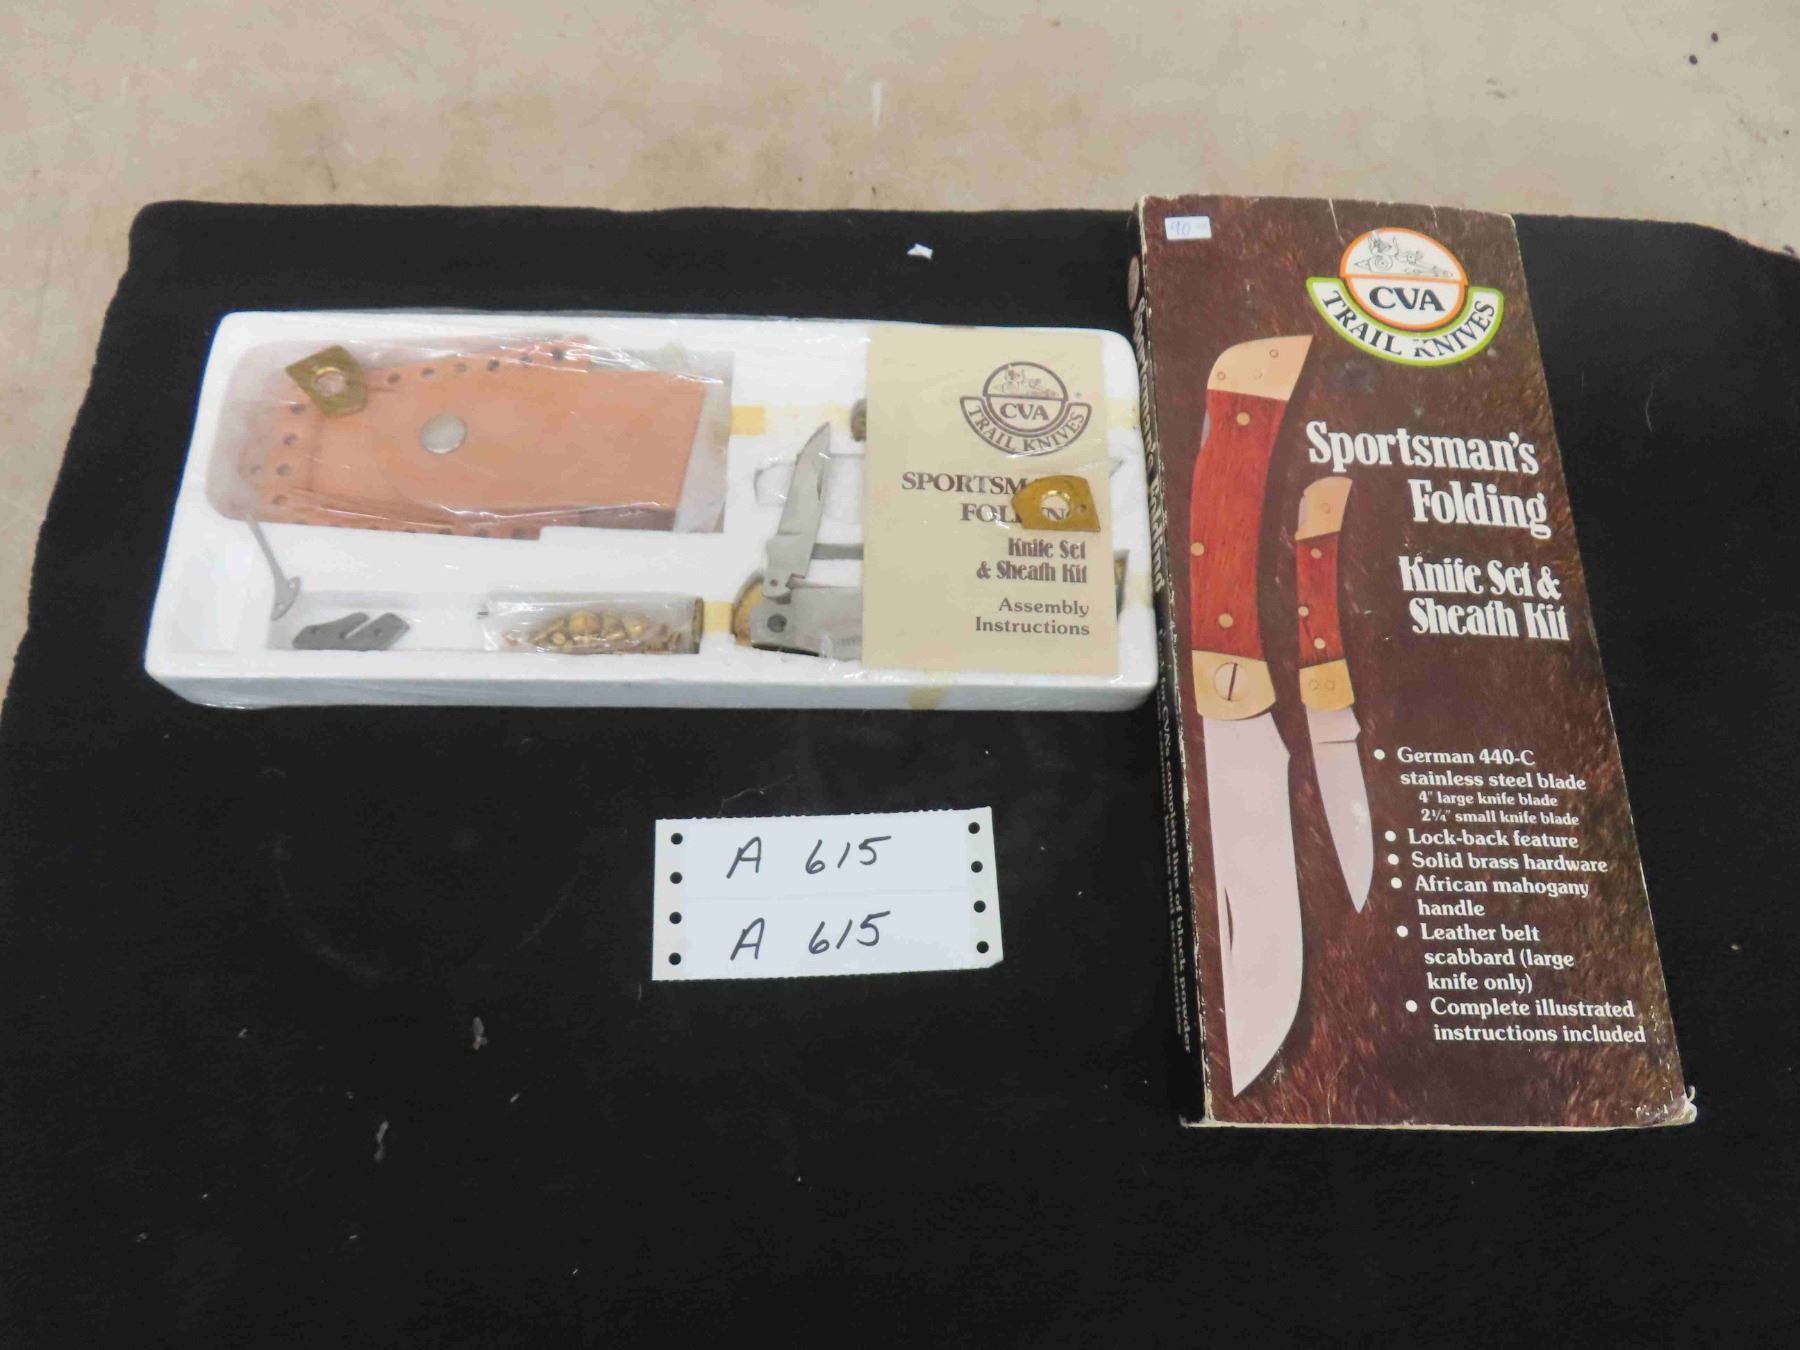 CVA
TRAIL KNIVES
SPORTSM
FOL
Knife Set
& Sheath Kit
Assembly
Instructions
A 615
A 615
90
CVA
TRAIL KNIVES
Sportsman's
Folding
Knife Set &
Sheath Kit
• German 440-C
stainless steel blade
4" large knife blade
2¼" small knife blade
• Lock-back feature
• Solid brass hardware
• African mahogany
handle
• Leather belt
scabbard (large
knife only)
• Complete illustrated
instructions included